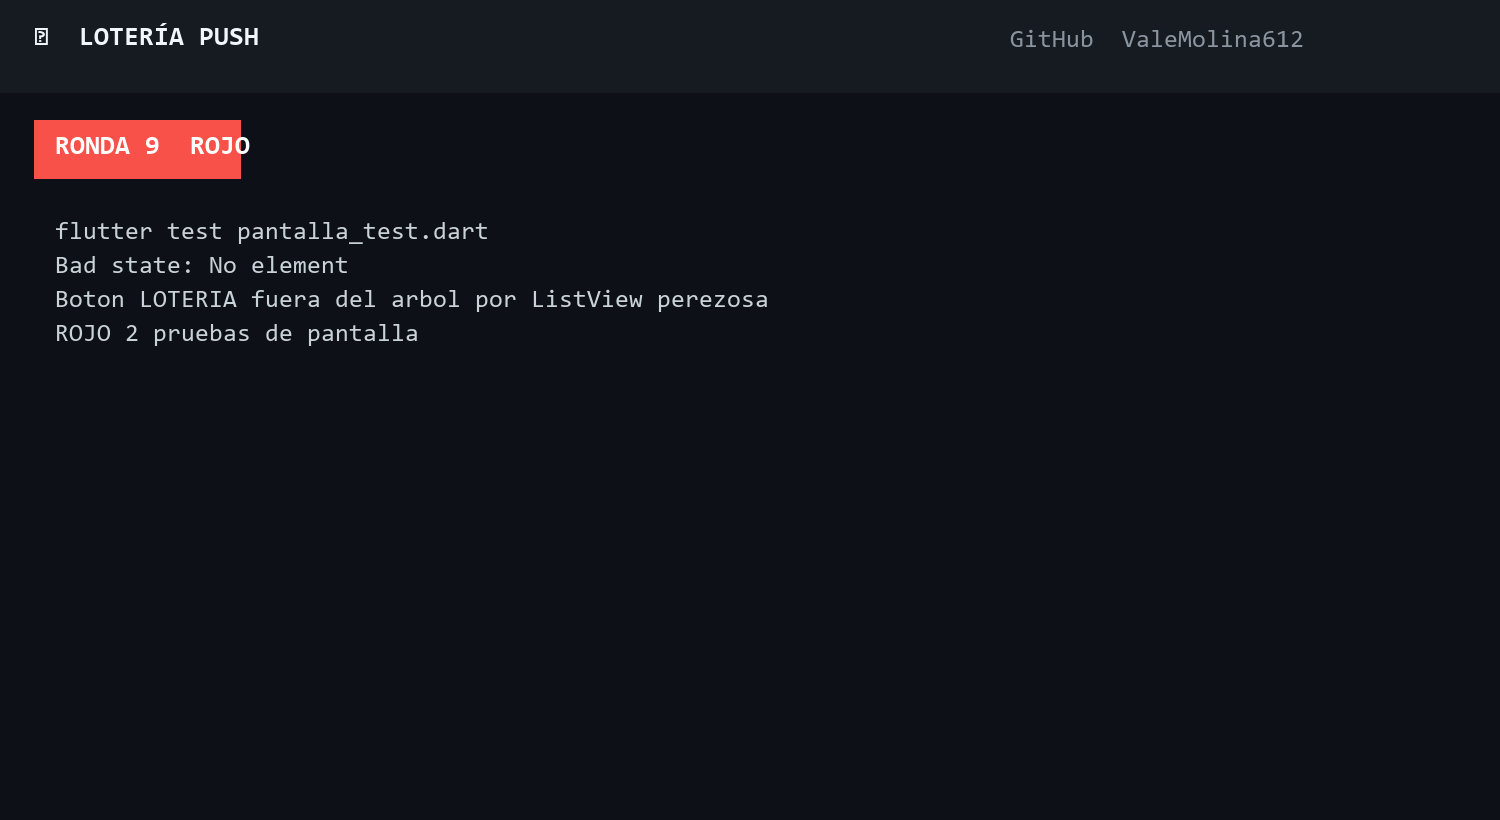 LOTERÍA PUSH
GitHub  ValeMolina612
RONDA 9  ROJO
flutter test pantalla_test.dart
Bad state: No element
Boton LOTERIA fuera del arbol por ListView perezosa
ROJO 2 pruebas de pantalla